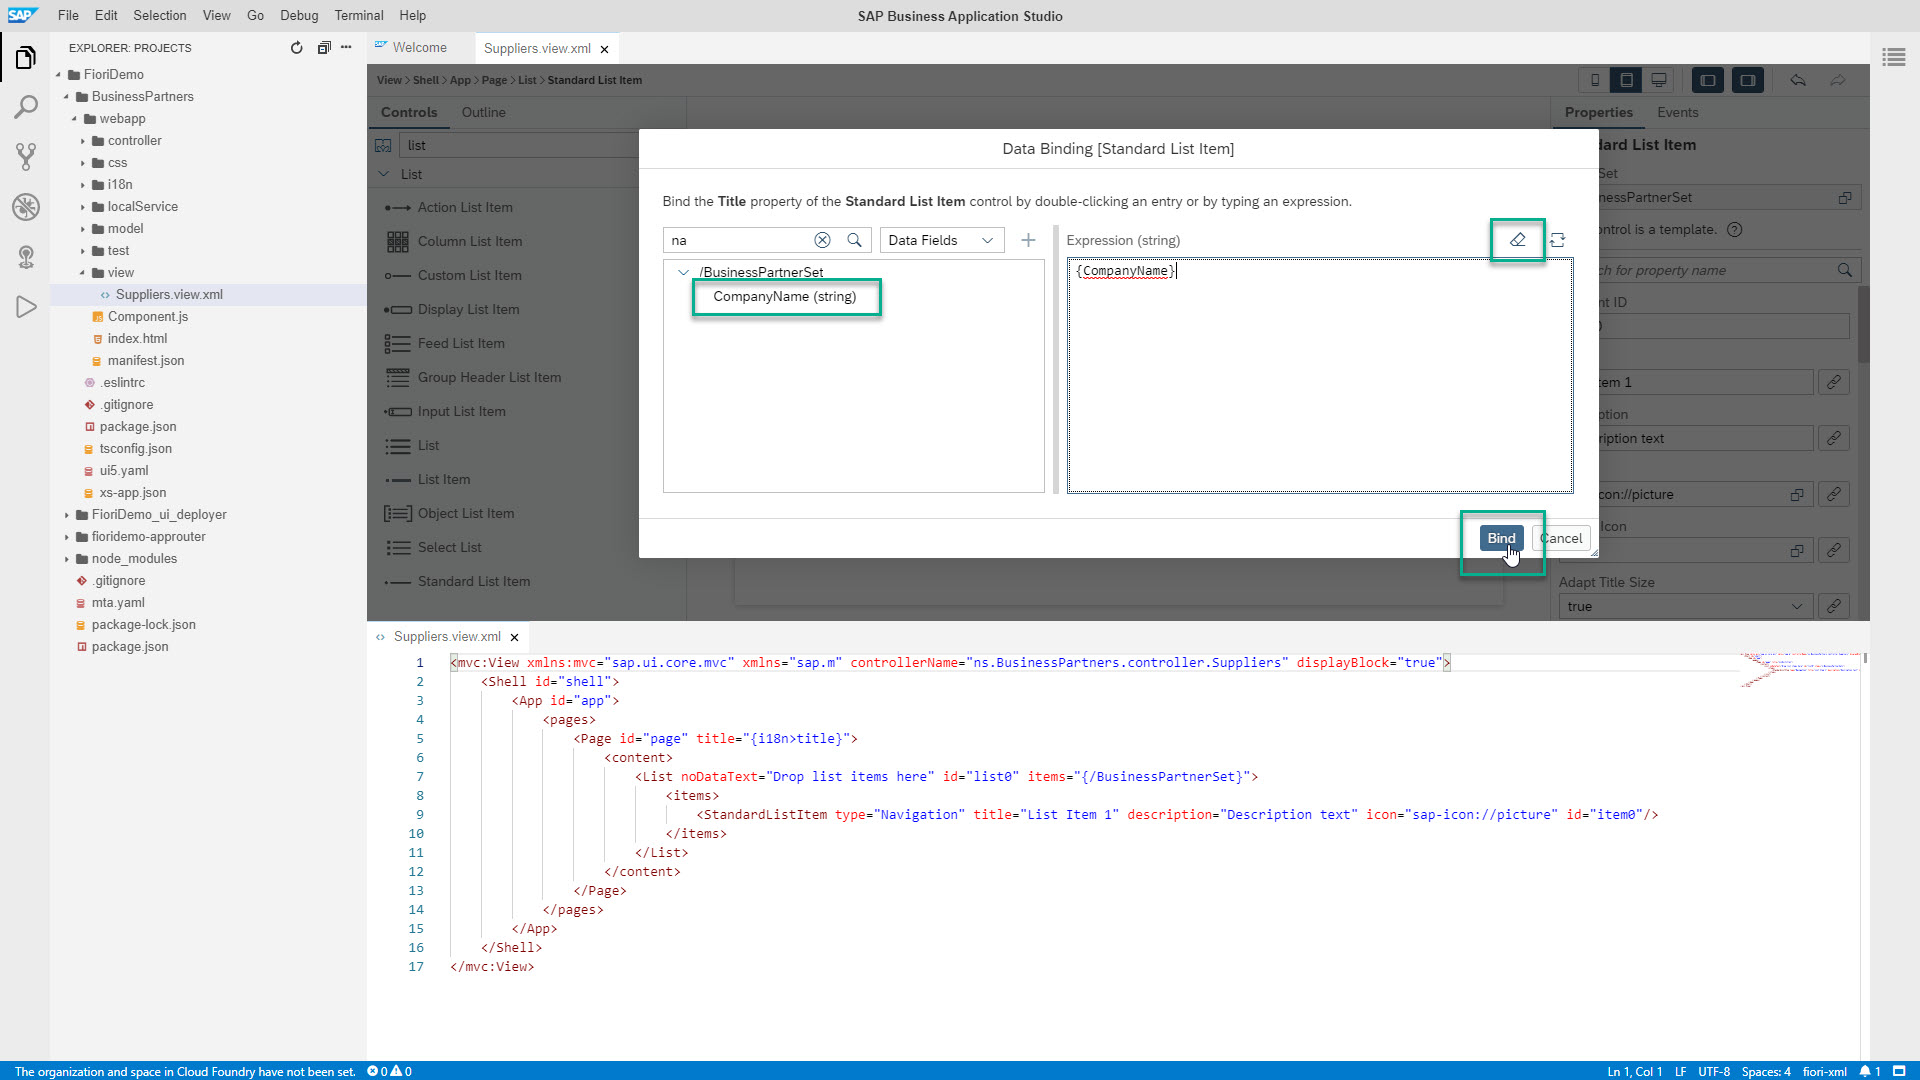 SAP File Edit Selection View Go Debug Terminal Help SAP Business Application Studio
EXPLORER: PROJECTS
FioriDemo
BusinessPartners
webapp
controller
css
i18n
localService
model
test
view
Suppliers.view.xml
Component.js
index.html
manifest.json
.eslintrc
.gitignore
package.json
tsconfig.json
ui5.yaml
xs-app.json
FioriDemo_ui_deployer
fioridemo-approuter
node_modules
.gitignore
mta.yaml
package-lock.json
package.json
Welcome Suppliers.view.xml
View > Shell > App > Page > List > Standard List Item
Controls Outline
list
List
Action List Item
Column List Item
Custom List Item
Display List Item
Feed List Item
Group Header List Item
Input List Item
List
List Item
Object List Item
Select List
Standard List Item
Data Binding [Standard List Item]
Bind the Title property of the Standard List Item control by double-clicking an entry or by typing an expression.
na Data Fields Expression (string)
/BusinessPartnerSet
CompanyName (string)
{CompanyName}
Bind Cancel
Properties Events
dard List Item
Set
nessPartnerSet
ontrol is a template.
ch for property name
nt ID
0
tem 1
ption
ription text
con://picture
Icon
Adapt Title Size
true
Suppliers.view.xml
1 <mvc:View xmlns:mvc="sap.ui.core.mvc" xmlns="sap.m" controllerName="ns.BusinessPartners.controller.Suppliers" displayBlock="true">
2 <Shell id="shell">
3 <App id="app">
4 <pages>
5 <Page id="page" title="{i18n>title}">
6 <content>
7 <List noDataText="Drop list items here" id="list0" items="{/BusinessPartnerSet}">
8 <items>
9 <StandardListItem type="Navigation" title="List Item 1" description="Description text" icon="sap-icon://picture" id="item0"/>
10 </items>
11 </List>
12 </content>
13 </Page>
14 </pages>
15 </App>
16 </Shell>
17 </mvc:View>
The organization and space in Cloud Foundry have not been set. 0 0 Ln 1, Col 1 LF UTF-8 Spaces: 4 fiori-xml 1